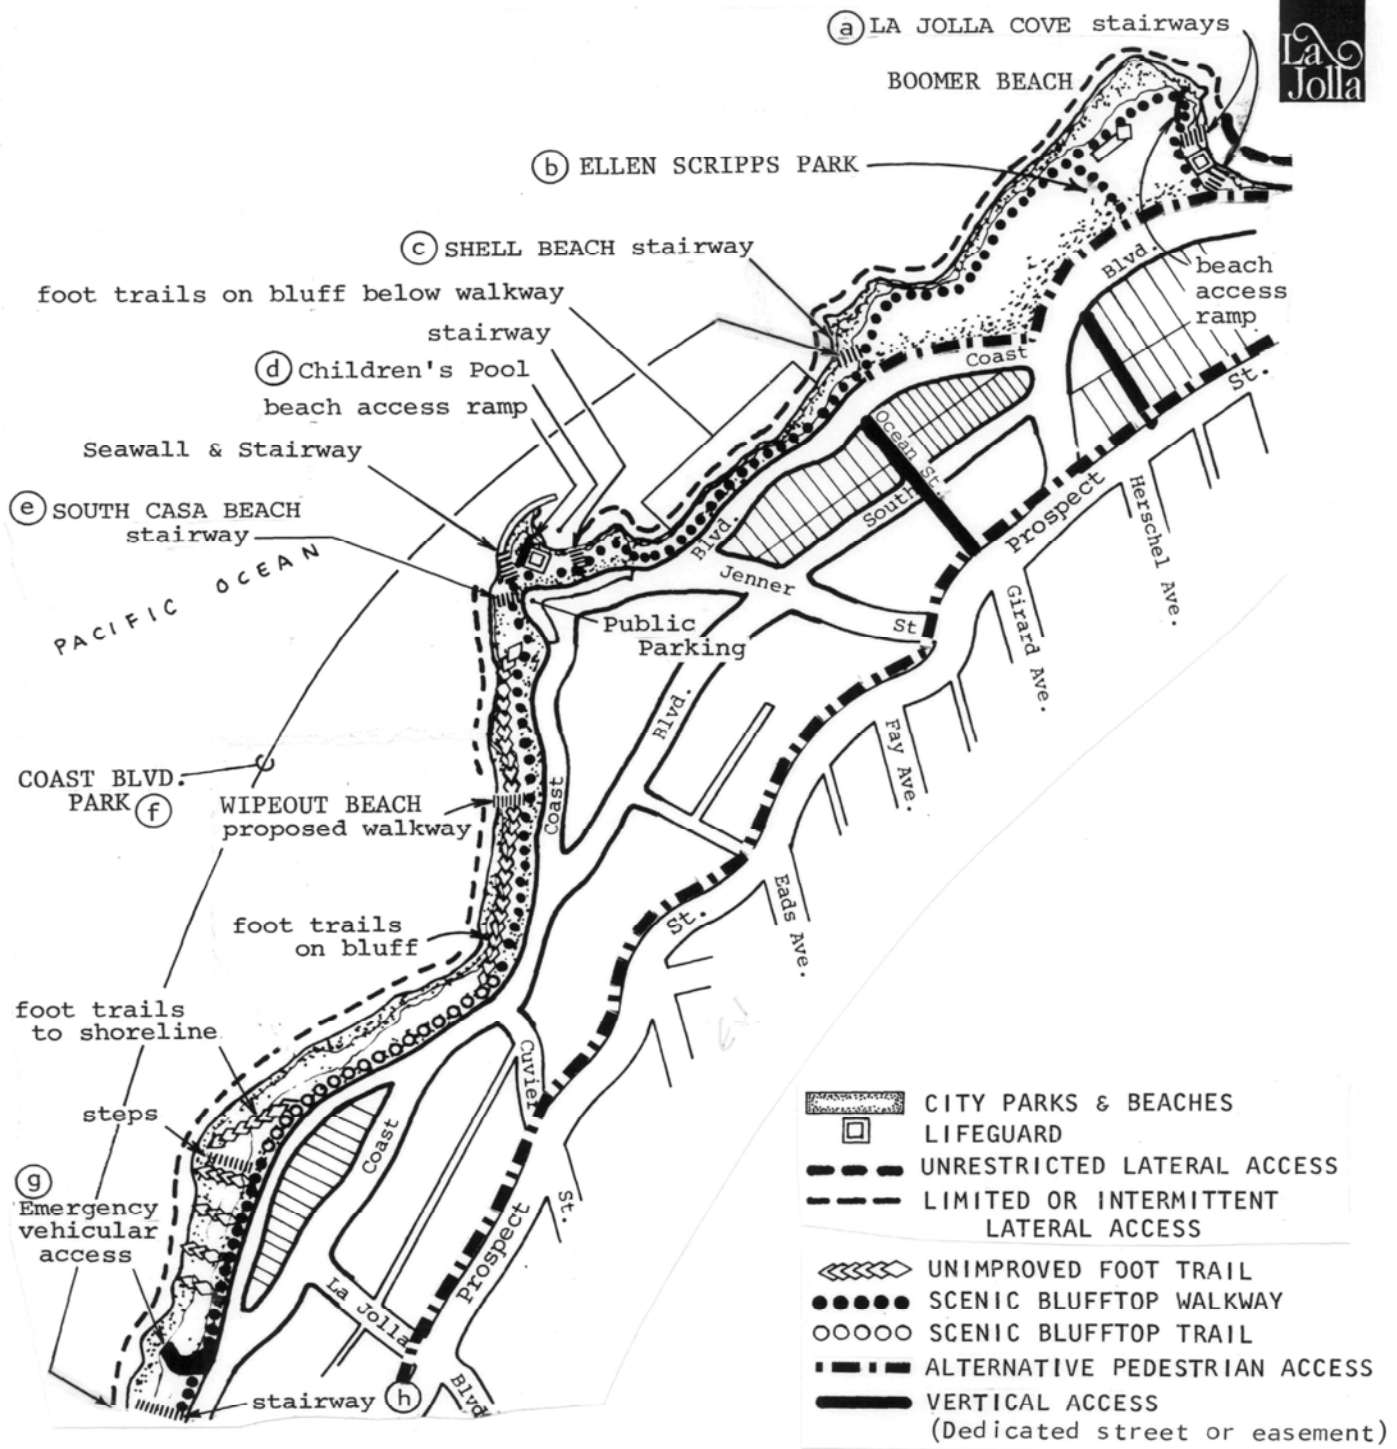 ⓐ LA JOLLA COVE stairways
La
Jolla
BOOMER BEACH
ⓑ ELLEN SCRIPPS PARK
ⓒ SHELL BEACH stairway
foot trails on bluff below walkway
stairway
ⓓ Children's Pool
beach access ramp
Seawall & Stairway
ⓔ SOUTH CASA BEACH
stairway
PACIFIC OCEAN
beach
access
ramp
Blvd.
Coast
St.
Ocean St.
South
Prospect
Herschel Ave.
Blvd.
Jenner
St
Girard Ave.
Public
Parking
Blvd.
Fay Ave.
COAST BLVD.
PARK ⓕ
WIPEOUT BEACH
proposed walkway
Coast
Eads Ave.
St.
foot trails
on bluff
foot trails
to shoreline
Cuvier
steps
Coast
St.
ⓖ
Emergency
vehicular
access
Prospect
La Jolla
Blvd
stairway
ⓗ
CITY PARKS & BEACHES
LIFEGUARD
UNRESTRICTED LATERAL ACCESS
LIMITED OR INTERMITTENT
LATERAL ACCESS
UNIMPROVED FOOT TRAIL
SCENIC BLUFFTOP WALKWAY
SCENIC BLUFFTOP TRAIL
ALTERNATIVE PEDESTRIAN ACCESS
VERTICAL ACCESS
(Dedicated street or easement)